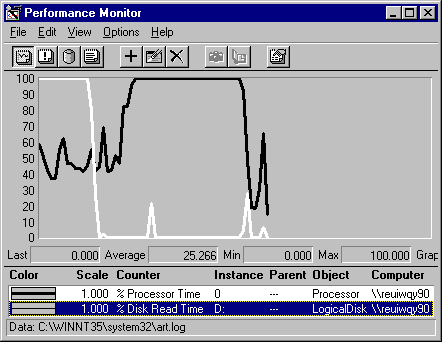 Performance Monitor
File Edit View Options Help
100
90
80
70
60
50
40
30
20
10
0
Last 0.000 Average 25.266 Min 0.000 Max 100.000 Grap
Color Scale Counter Instance Parent Object Computer
1.000 % Processor Time 0 --- Processor \\reuiwqy90
1.000 % Disk Read Time D: --- LogicalDisk \\reuiwqy90
Data: C:\WINNT35\system32\art.log